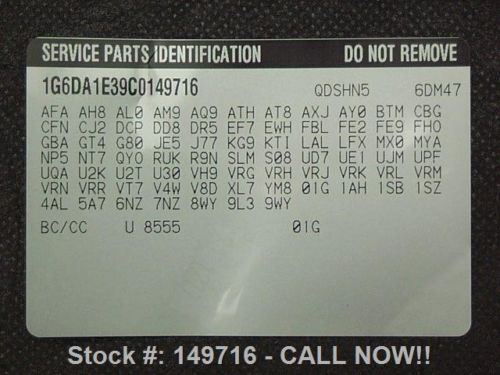 SERVICE PARTS IDENTIFICATION DO NOT REMOVE
1G6DA1E39C0149716 QDSHN5 6DM47
AFA AH8 AL0 AM9 AQ9 ATH AT8 AXJ AY0 BTM CBG
CFN CJ2 DCP DD8 DR5 EF7 EWH FBL FE2 FE9 FHO
GBA GT4 G80 JE5 J77 KG9 KTI LAL LFX MX0 MYA
NP5 NT7 QYO RUK R9N SLM S08 UD7 UE1 UJM UPF
UQA U2K U2T U30 VH9 VRG VRH VRJ VRK VRL VRM
VRN VRR VT7 V4W V8D XL7 YM8 01G 1AH 1SB 1SZ
4AL 5A7 6NZ 7NZ 8WY 9L3 9WY
BC/CC U 8555 01G
Stock #: 149716 - CALL NOW!!